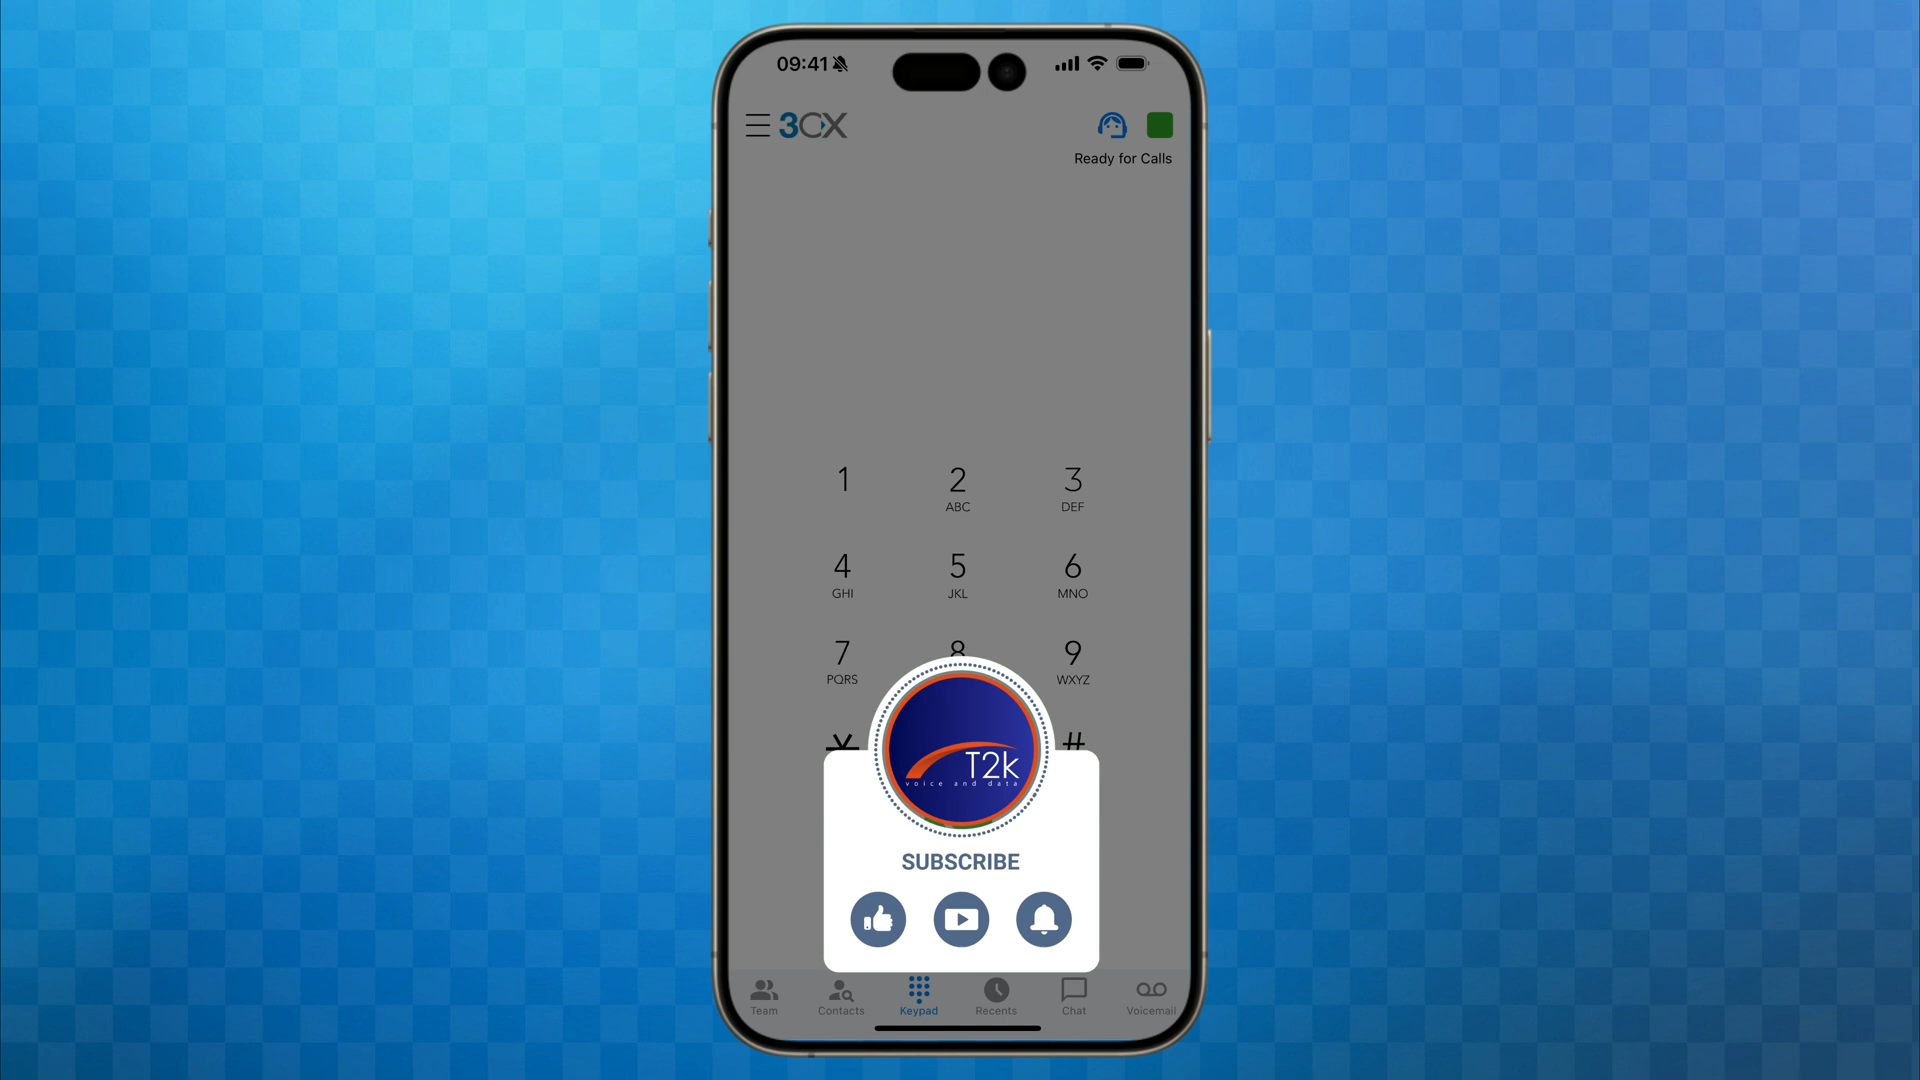 09:41
3CX
Ready for Calls
1 2 3
ABC DEF
4 5 6
GHI JKL MNO
7 8 9
PQRS WXYZ
* #
T2k
voice and data
SUBSCRIBE
Team Contacts Keypad Recents Chat Voicemail